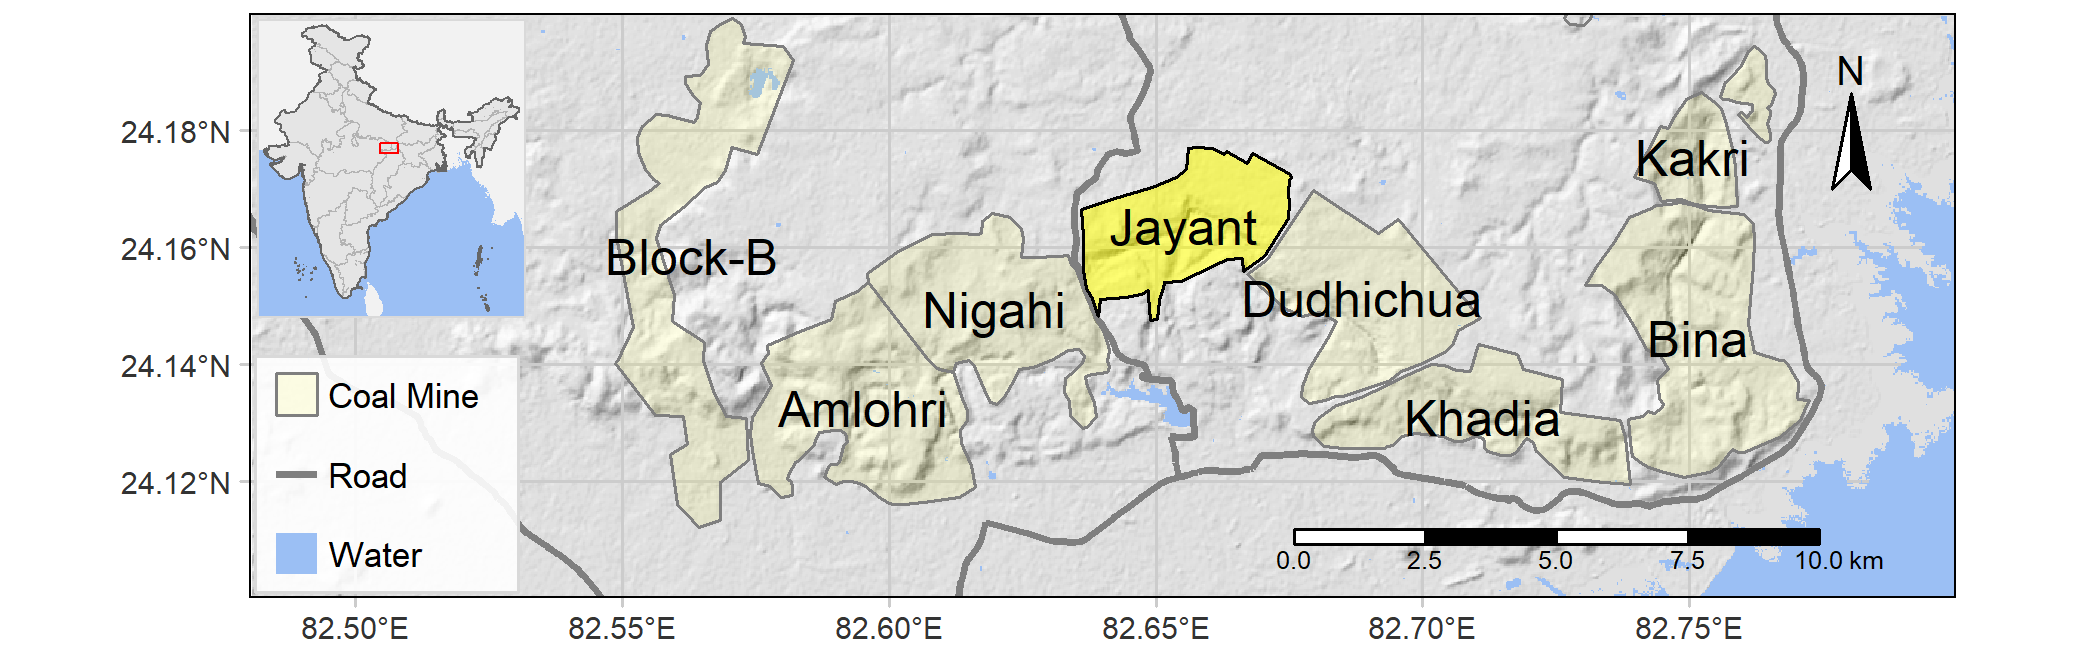 N
24.18°N
24.16°N
24.14°N
24.12°N
Kakri
Jayant
Block-B
Dudhichua
Nigahi
Bina
Amlohri
Khadia
Coal Mine
Road
Water
0.0 2.5 5.0 7.5 10.0 km
82.50°E 82.55°E 82.60°E 82.65°E 82.70°E 82.75°E